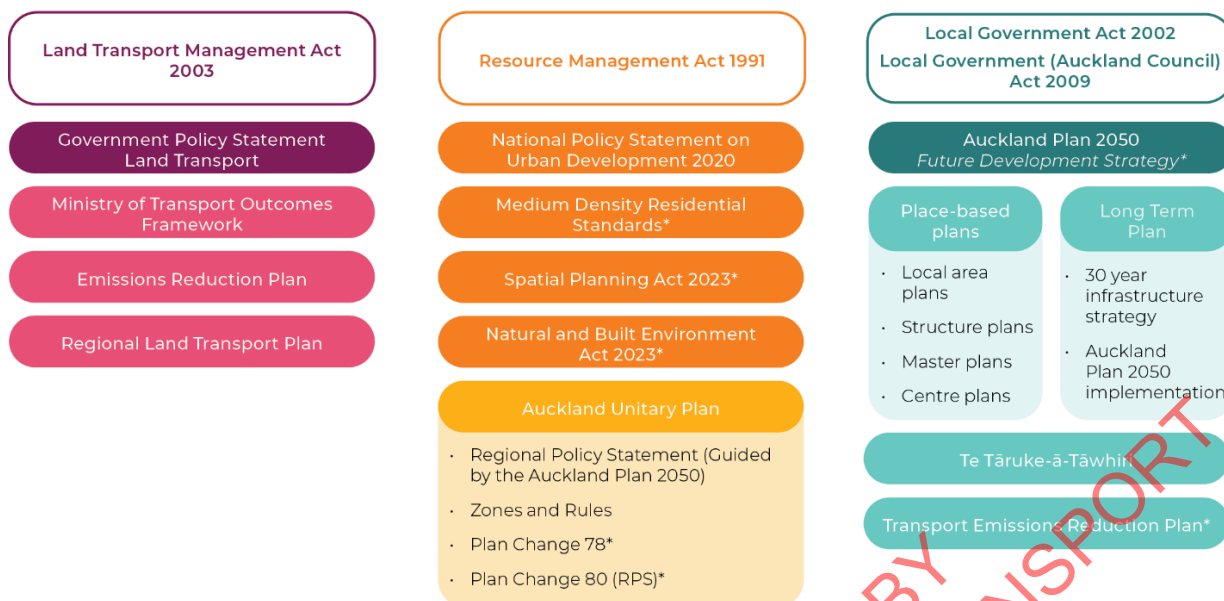 Land Transport Management Act
2003
Government Policy Statement
Land Transport
Ministry of Transport Outcomes
Framework
Emissions Reduction Plan
Regional Land Transport Plan
Resource Management Act 1991
National Policy Statement on
Urban Development 2020
Medium Density Residential
Standards*
Spatial Planning Act 2023*
Natural and Built Environment
Act 2023*
Auckland Unitary Plan
• Regional Policy Statement (Guided
by the Auckland Plan 2050)
• Zones and Rules
• Plan Change 78*
• Plan Change 80 (RPS)*
Local Government Act 2002
Local Government (Auckland Council)
Act 2009
Auckland Plan 2050
Future Development Strategy*
Place-based
plans
• Local area
plans
• Structure plans
• Master plans
• Centre plans
Long Term
Plan
• 30 year
infrastructure
strategy
• Auckland
Plan 2050
implementation
Te Tāruke-ā-Tāwhiri
Transport Emissions Reduction Plan*
BY
TRANSPORT